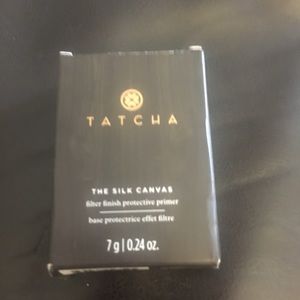 TATCHA
THE SILK CANVAS
filter finish protective primer
base protectrice effet filtre
7 g | 0.24 oz.